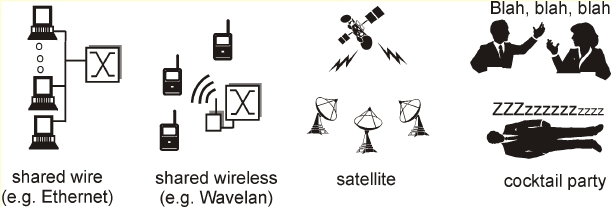 Blah, blah, blah
ZZZzzzzzzzzzz
shared wire
(e.g. Ethernet)
shared wireless
(e.g. Wavelan)
satellite
cocktail party